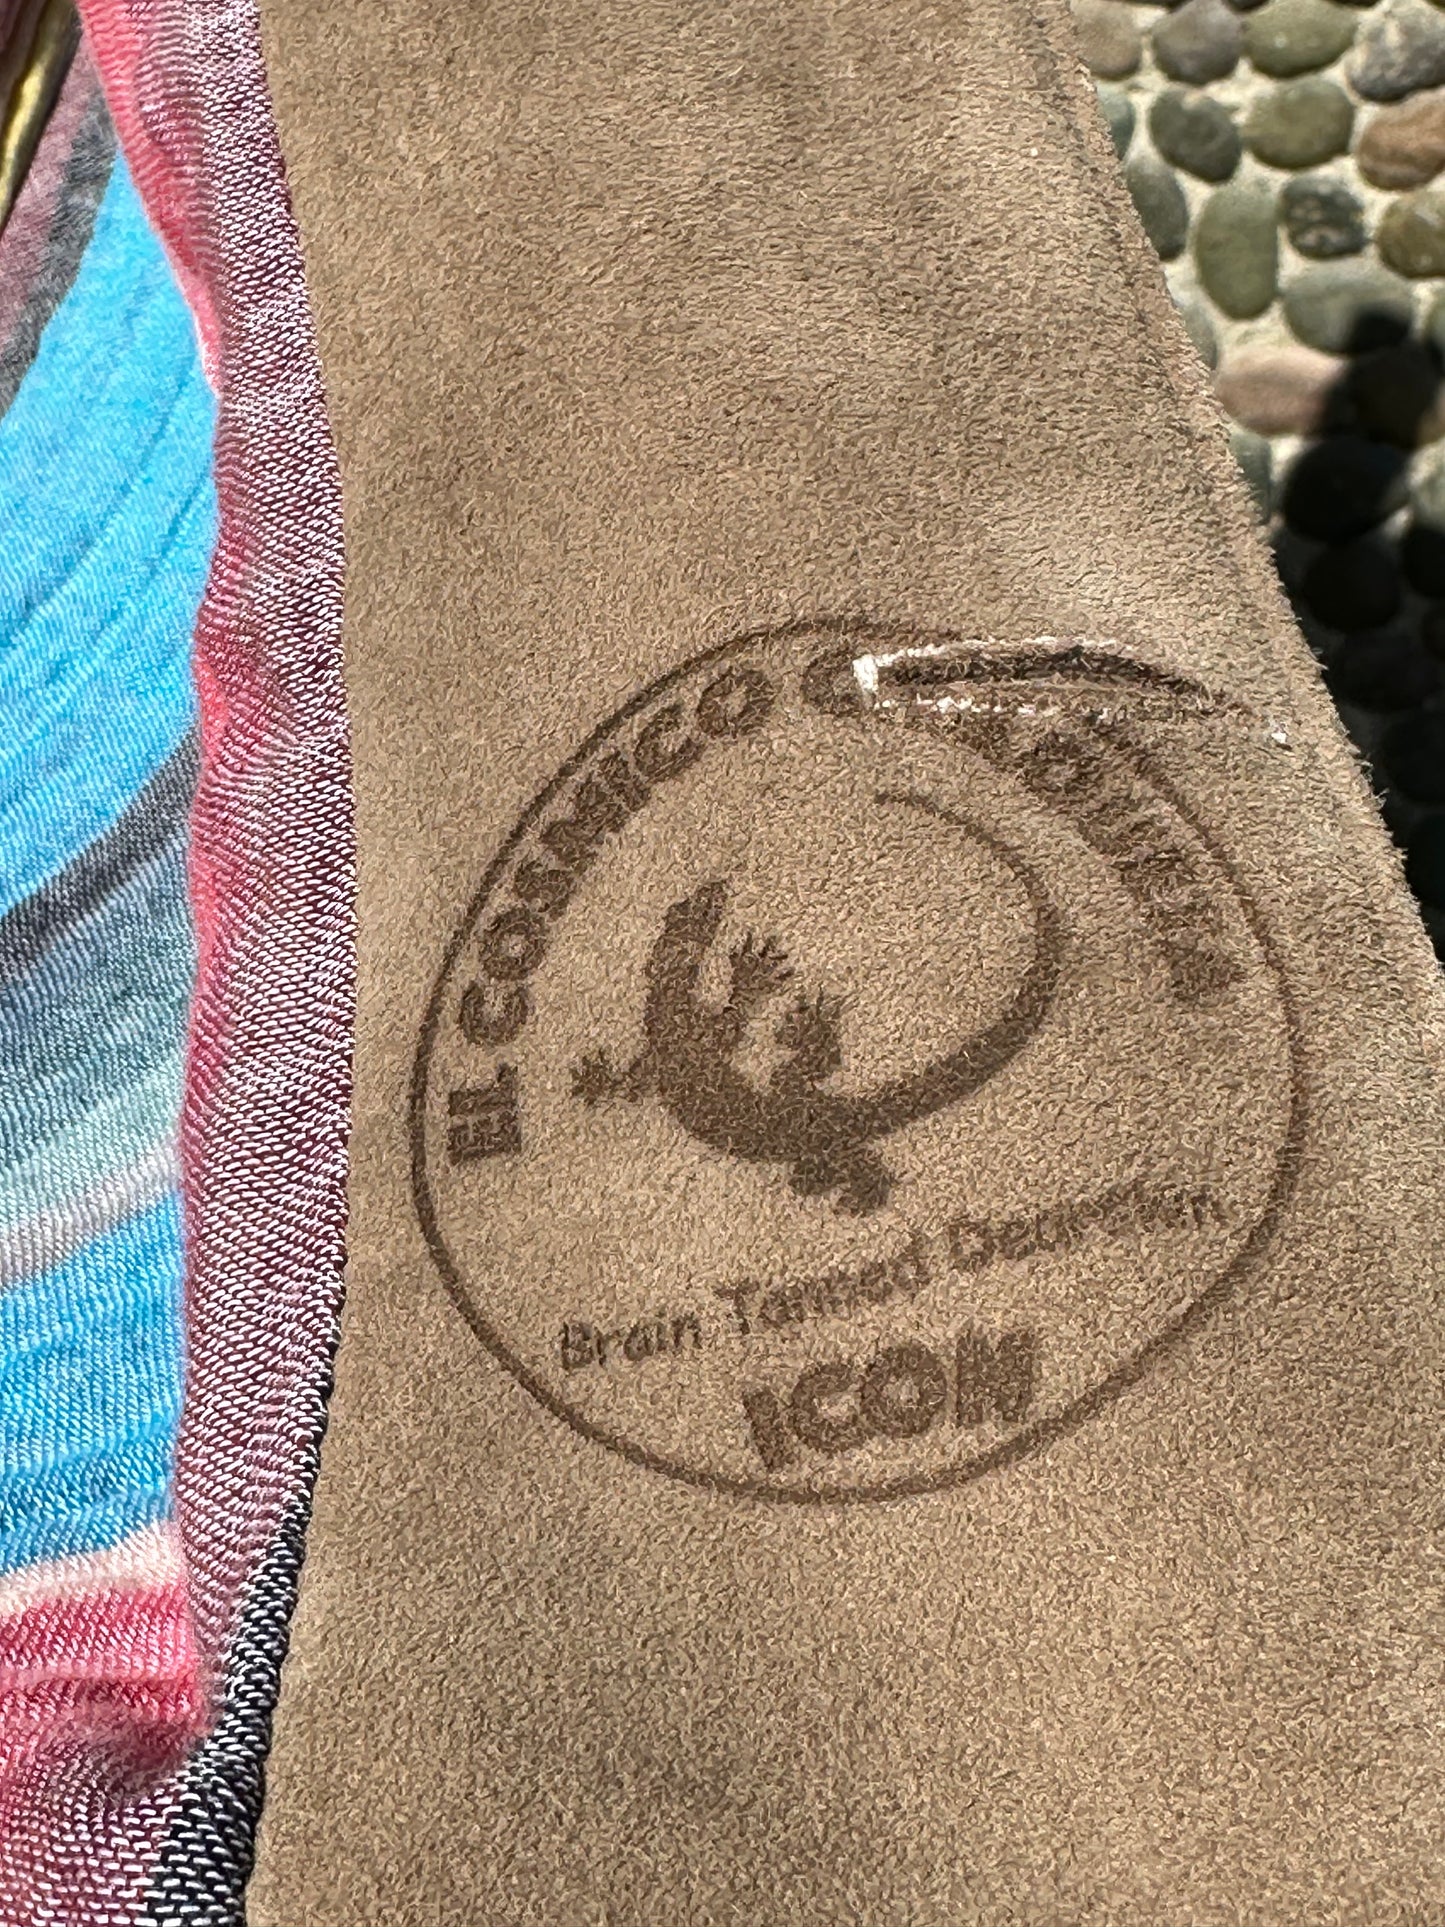 EL COSMICO
Brain Tanned Deerskin
ICON